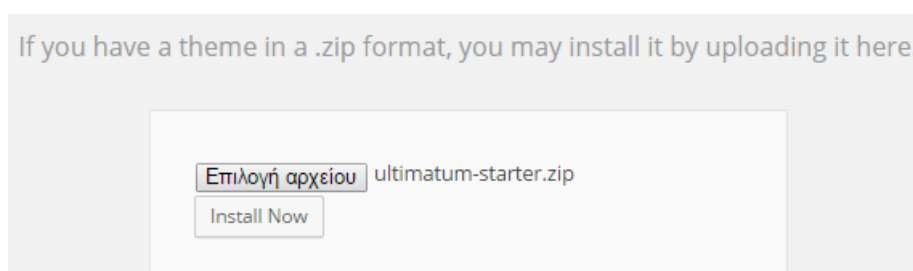 If you have a theme in a .zip format, you may install it by uploading it here
Επιλογή αρχείου ultimatum-starter.zip
Install Now